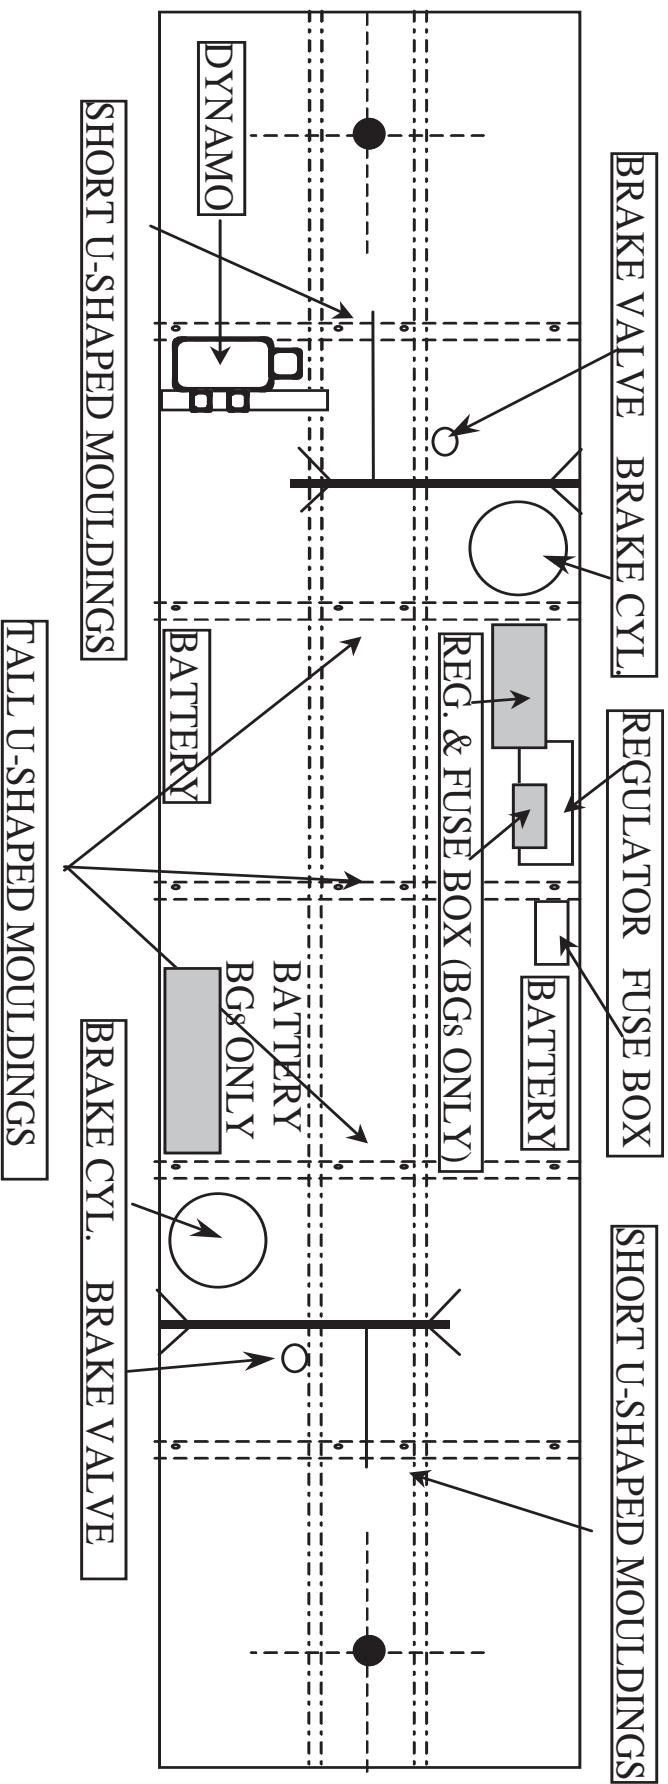 BRAKE VALVE BRAKE CYL.
REGULATOR FUSE BOX
SHORT U-SHAPED MOULDINGS
BATTERY
REG. & FUSE BOX (BGs ONLY)
DYNAMO
BATTERY
BATTERY
BGs ONLY
SHORT U-SHAPED MOULDINGS
BRAKE CYL. BRAKE VALVE
TALL U-SHAPED MOULDINGS